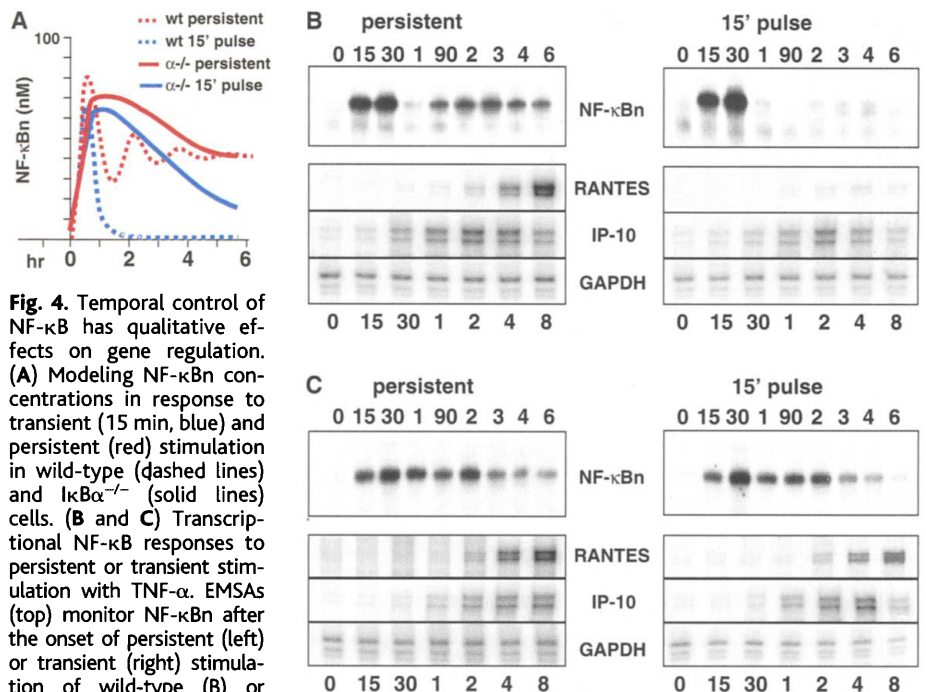 A
wt persistent
wt 15' pulse
α-/- persistent
α-/- 15' pulse
100
NF-κBn (nM)
hr 0 2 4 6
Fig. 4. Temporal control of
NF-κB has qualitative ef-
fects on gene regulation.
(A) Modeling NF-κBn con-
centrations in response to
transient (15 min, blue) and
persistent (red) stimulation
in wild-type (dashed lines)
and IκBα−/− (solid lines)
cells. (B and C) Transcrip-
tional NF-κB responses to
persistent or transient stim-
ulation with TNF-α. EMSAs
(top) monitor NF-κBn after
the onset of persistent (left)
or transient (right) stimula-
tion of wild-type (B) or
B persistent 15' pulse
0 15 30 1 90 2 3 4 6 0 15 30 1 90 2 3 4 6
NF-κBn
RANTES
IP-10
GAPDH
0 15 30 1 2 4 8 0 15 30 1 2 4 8
C persistent 15' pulse
0 15 30 1 90 2 3 4 6 0 15 30 1 90 2 3 4 6
NF-κBn
RANTES
IP-10
GAPDH
0 15 30 1 2 4 8 0 15 30 1 2 4 8